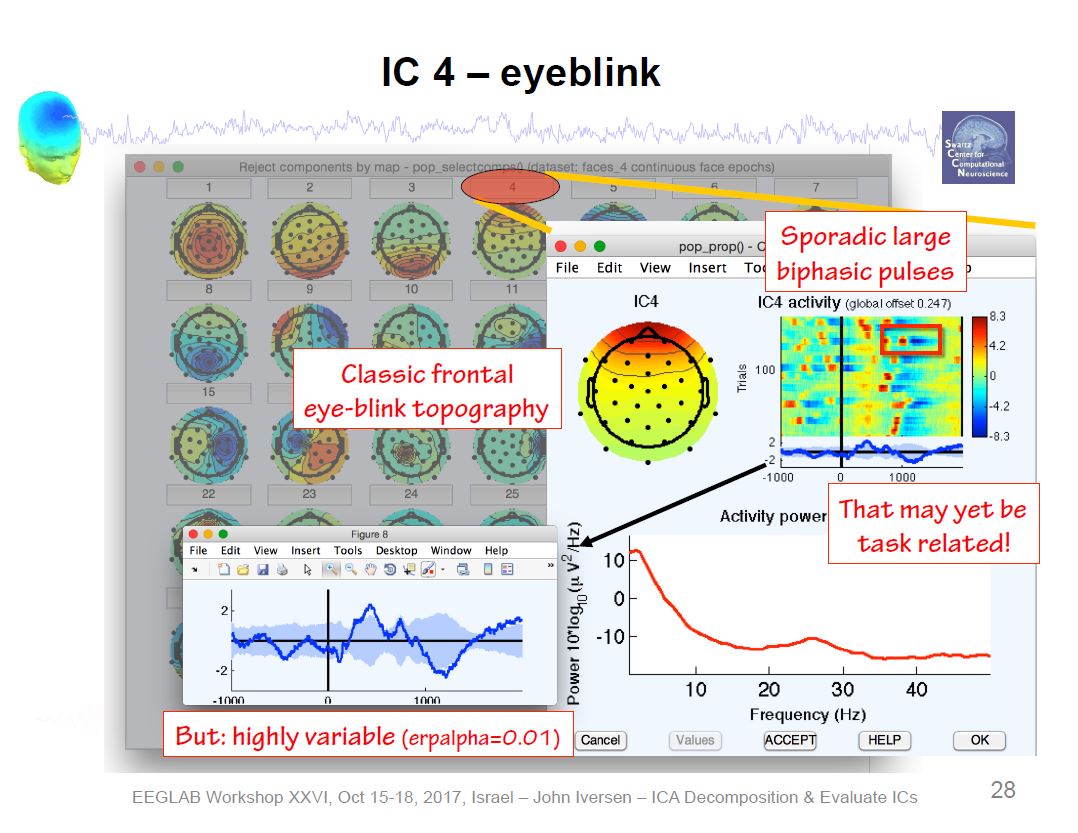 IC 4 – eyeblink
Swartz
Center for
Computational
Neuroscience
Reject components by map - pop_selectcomps() (dataset: faces_4 continuous face epochs)
1 2 3 4 5 6 7
8 9 10 11
15
22 23 24 25
Sporadic large
biphasic pulses
pop_prop() - C
File Edit View Insert
IC4
IC4 activity (global offset 0.247)
Trials
100
8.3
4.2
0
-4.2
-8.3
2
-2
-1000 0 1000
Classic frontal
eye-blink topography
That may yet be
task related!
Activity power
Power 10*log10(μV2/Hz)
10
0
-10
10 20 30 40
Frequency (Hz)
Cancel Values ACCEPT HELP OK
Figure 8
File Edit View Insert Tools Desktop Window Help
2
-2
-1000 0 1000
But: highly variable (erpalpha=0.01)
EEGLAB Workshop XXVI, Oct 15-18, 2017, Israel – John Iversen – ICA Decomposition & Evaluate ICs
28